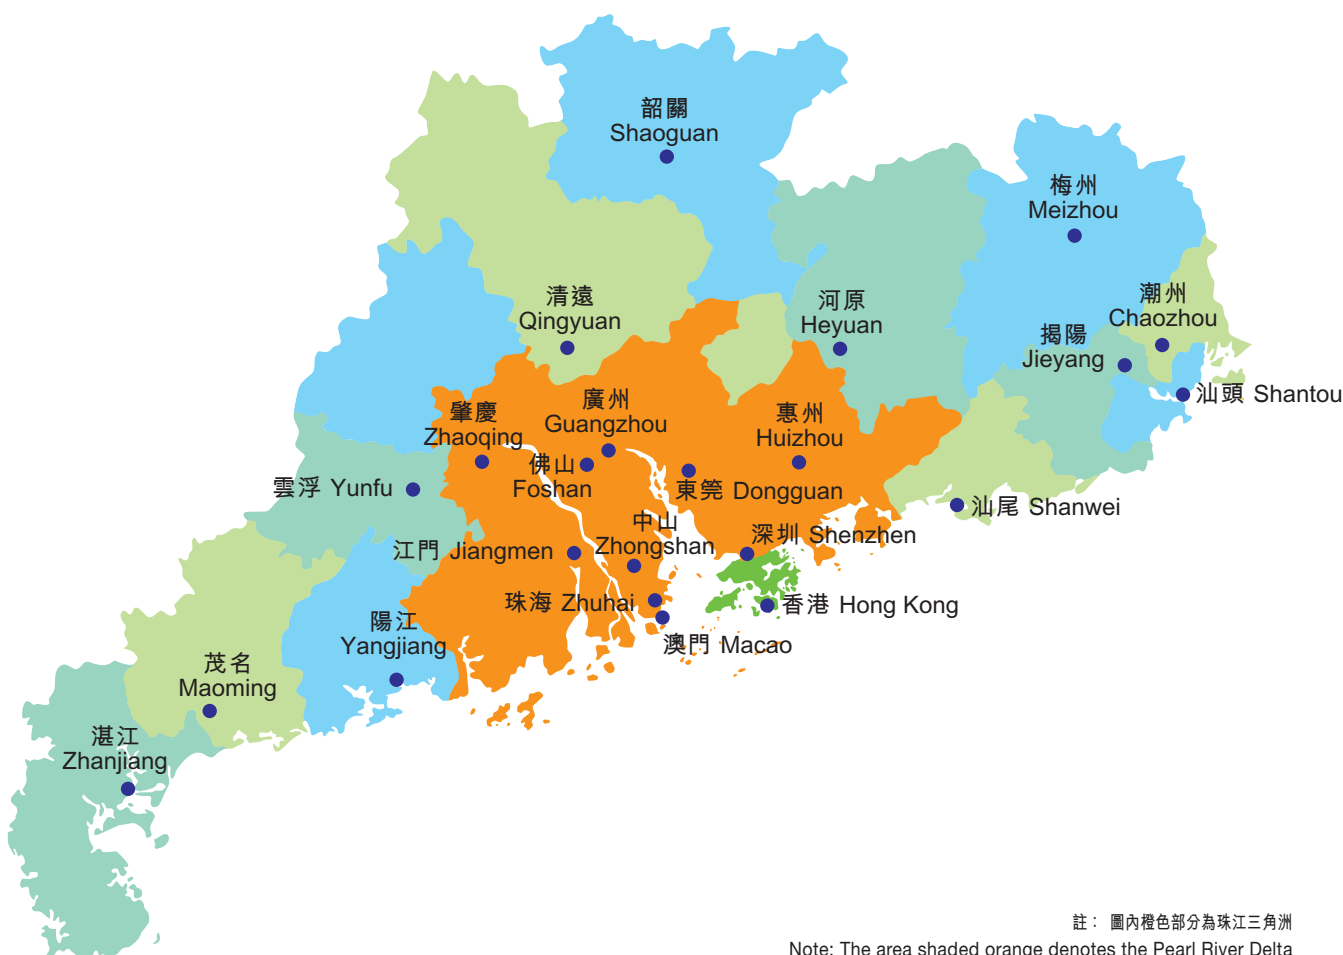 韶關
Shaoguan
梅州
Meizhou
清遠
Qingyuan
河原
Heyuan
潮州
Chaozhou
揭陽
Jieyang
汕頭 Shantou
肇慶
Zhaoqing
廣州
Guangzhou
惠州
Huizhou
佛山
Foshan
東莞 Dongguan
雲浮 Yunfu
汕尾 Shanwei
中山
Zhongshan
深圳 Shenzhen
江門 Jiangmen
珠海 Zhuhai
香港 Hong Kong
澳門 Macao
陽江
Yangjiang
茂名
Maoming
湛江
Zhanjiang
註： 圖內橙色部分為珠江三角洲
Note: The area shaded orange denotes the Pearl River Delta